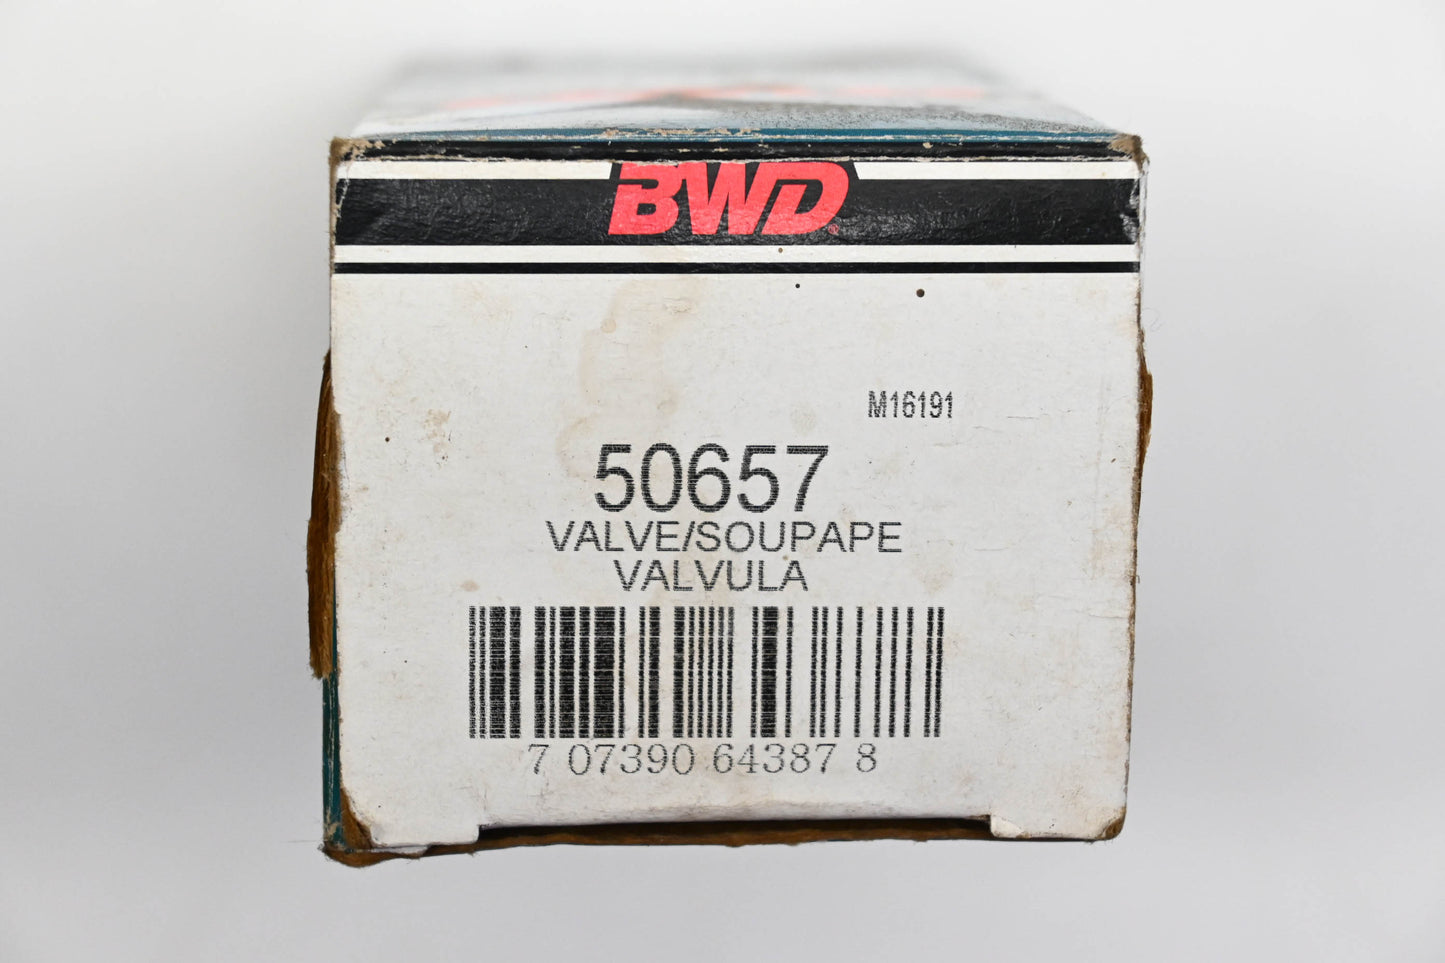 BWD
M16191
50657
VALVE/SOUPAPE
VALVULA
7 07390 64387 8